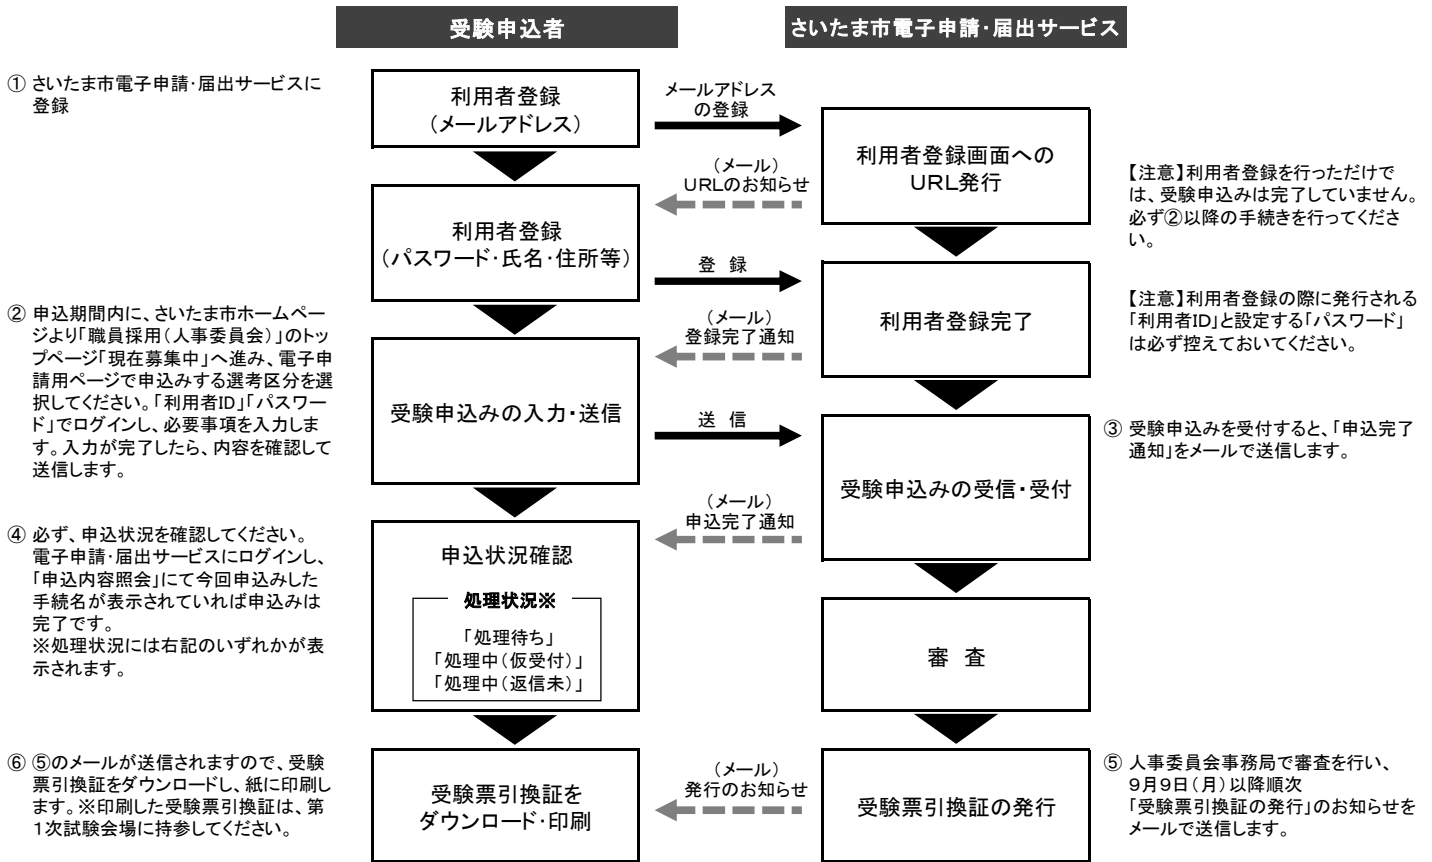 受験申込者
さいたま市電子申請・届出サービス
① さいたま市電子申請・届出サービスに
登録
利用者登録
（メールアドレス）
メールアドレス
の登録
利用者登録画面への
ＵＲＬ発行
（メール）
ＵＲＬのお知らせ
【注意】利用者登録を行っただけで
は、受験申込みは完了していません。
必ず②以降の手続きを行ってくださ
い。
利用者登録
（パスワード・氏名・住所等）
登　録
利用者登録完了
【注意】利用者登録の際に発行される
「利用者ID」と設定する「パスワード」
は必ず控えておいてください。
（メール）
登録完了通知
② 申込期間内に、さいたま市ホームペー
ジより「職員採用（人事委員会）」のトッ
プページ「現在募集中」へ進み、電子申
請用ページで申込みする選考区分を選
択してください。「利用者ID」「パスワー
ド」でログインし、必要事項を入力しま
す。入力が完了したら、内容を確認して
送信します。
受験申込みの入力・送信
送　信
受験申込みの受信・受付
③ 受験申込みを受付すると、「申込完了
通知」をメールで送信します。
（メール）
申込完了通知
④ 必ず、申込状況を確認してください。
電子申請・届出サービスにログインし、
「申込内容照会」にて今回申込みした
手続名が表示されていれば申込みは
完了です。
※処理状況には右記のいずれかが表
示されます。
申込状況確認
処理状況※
「処理待ち」
「処理中（仮受付）」
「処理中（返信未）」
審　査
⑥ ⑤のメールが送信されますので、受験
票引換証をダウンロードし、紙に印刷し
ます。※印刷した受験票引換証は、第
１次試験会場に持参してください。
受験票引換証を
ダウンロード・印刷
（メール）
発行のお知らせ
受験票引換証の発行
⑤ 人事委員会事務局で審査を行い、
９月９日（月）以降順次
「受験票引換証の発行」のお知らせを
メールで送信します。